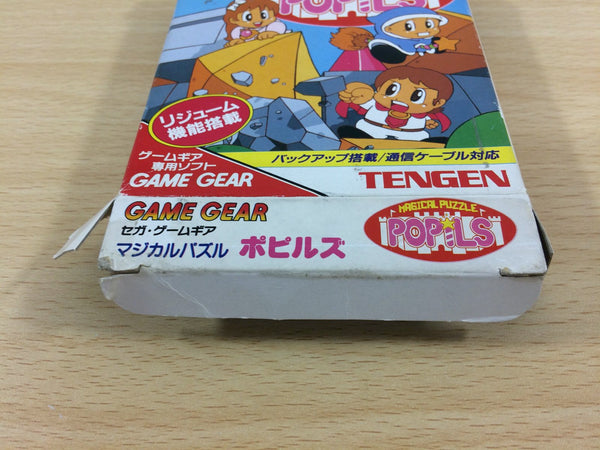 POPiLS
リジューム
機能搭載
ゲームギア
専用ソフト
GAME GEAR
バックアップ搭載/通信ケーブル対応
TENGEN
GAME GEAR
セガ・ゲームギア
マジカルパズル ポピルズ
MAGICAL PUZZLE
POPiLS